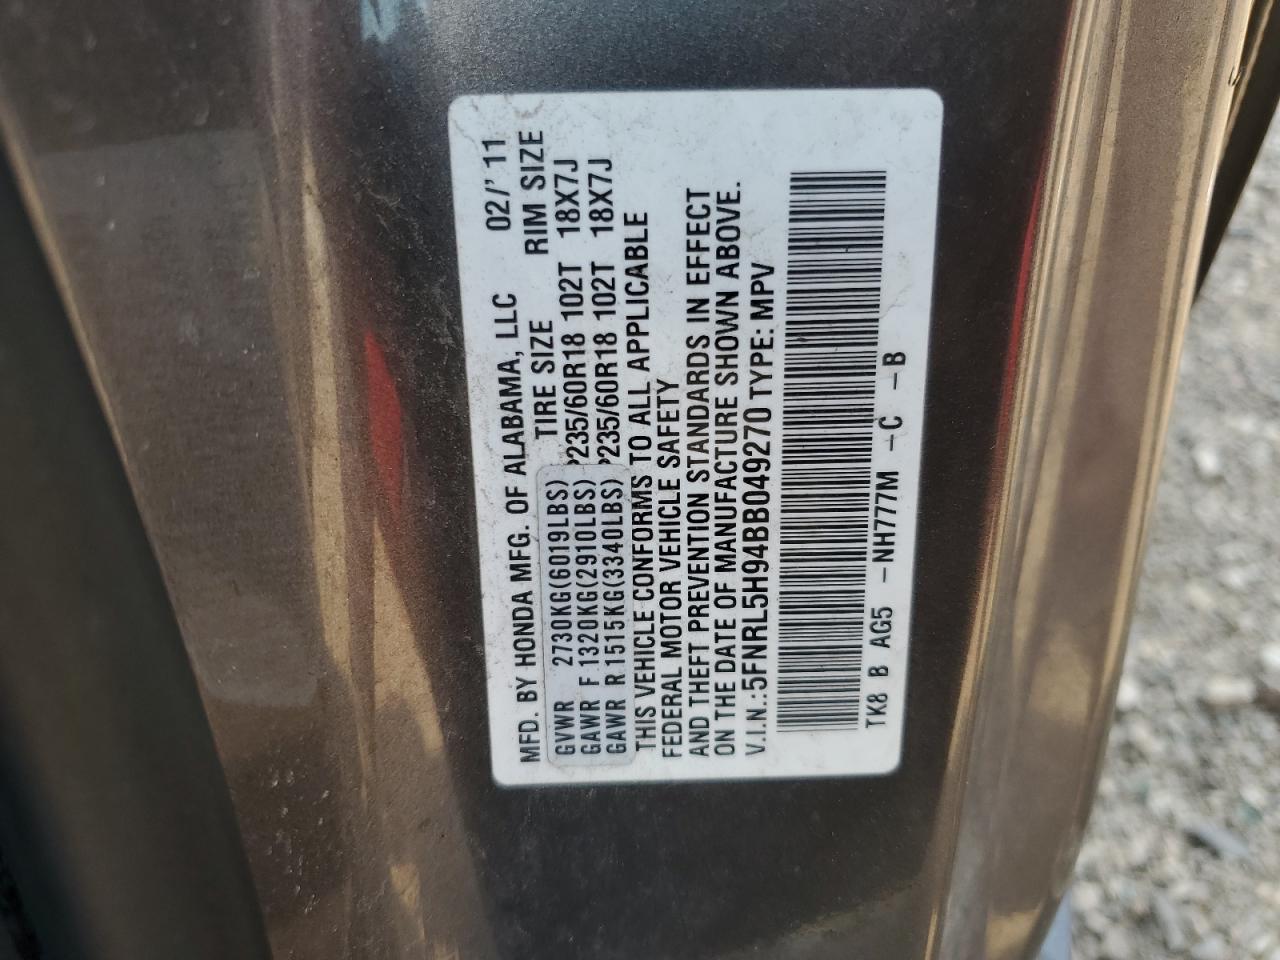 MFD. BY HONDA MFG. OF ALABAMA, LLC 02/'11
TIRE SIZE RIM SIZE
GVWR 2730KG(6019LBS)
GAWR F 1320KG(2910LBS) P235/60R18 102T 18X7J
GAWR R 1515KG(3340LBS) P235/60R18 102T 18X7J
THIS VEHICLE CONFORMS TO ALL APPLICABLE
FEDERAL MOTOR VEHICLE SAFETY
AND THEFT PREVENTION STANDARDS IN EFFECT
ON THE DATE OF MANUFACTURE SHOWN ABOVE.
V.I.N.:5FNRL5H94BB049270 TYPE: MPV
TK8 B AG5 -NH777M -C -B